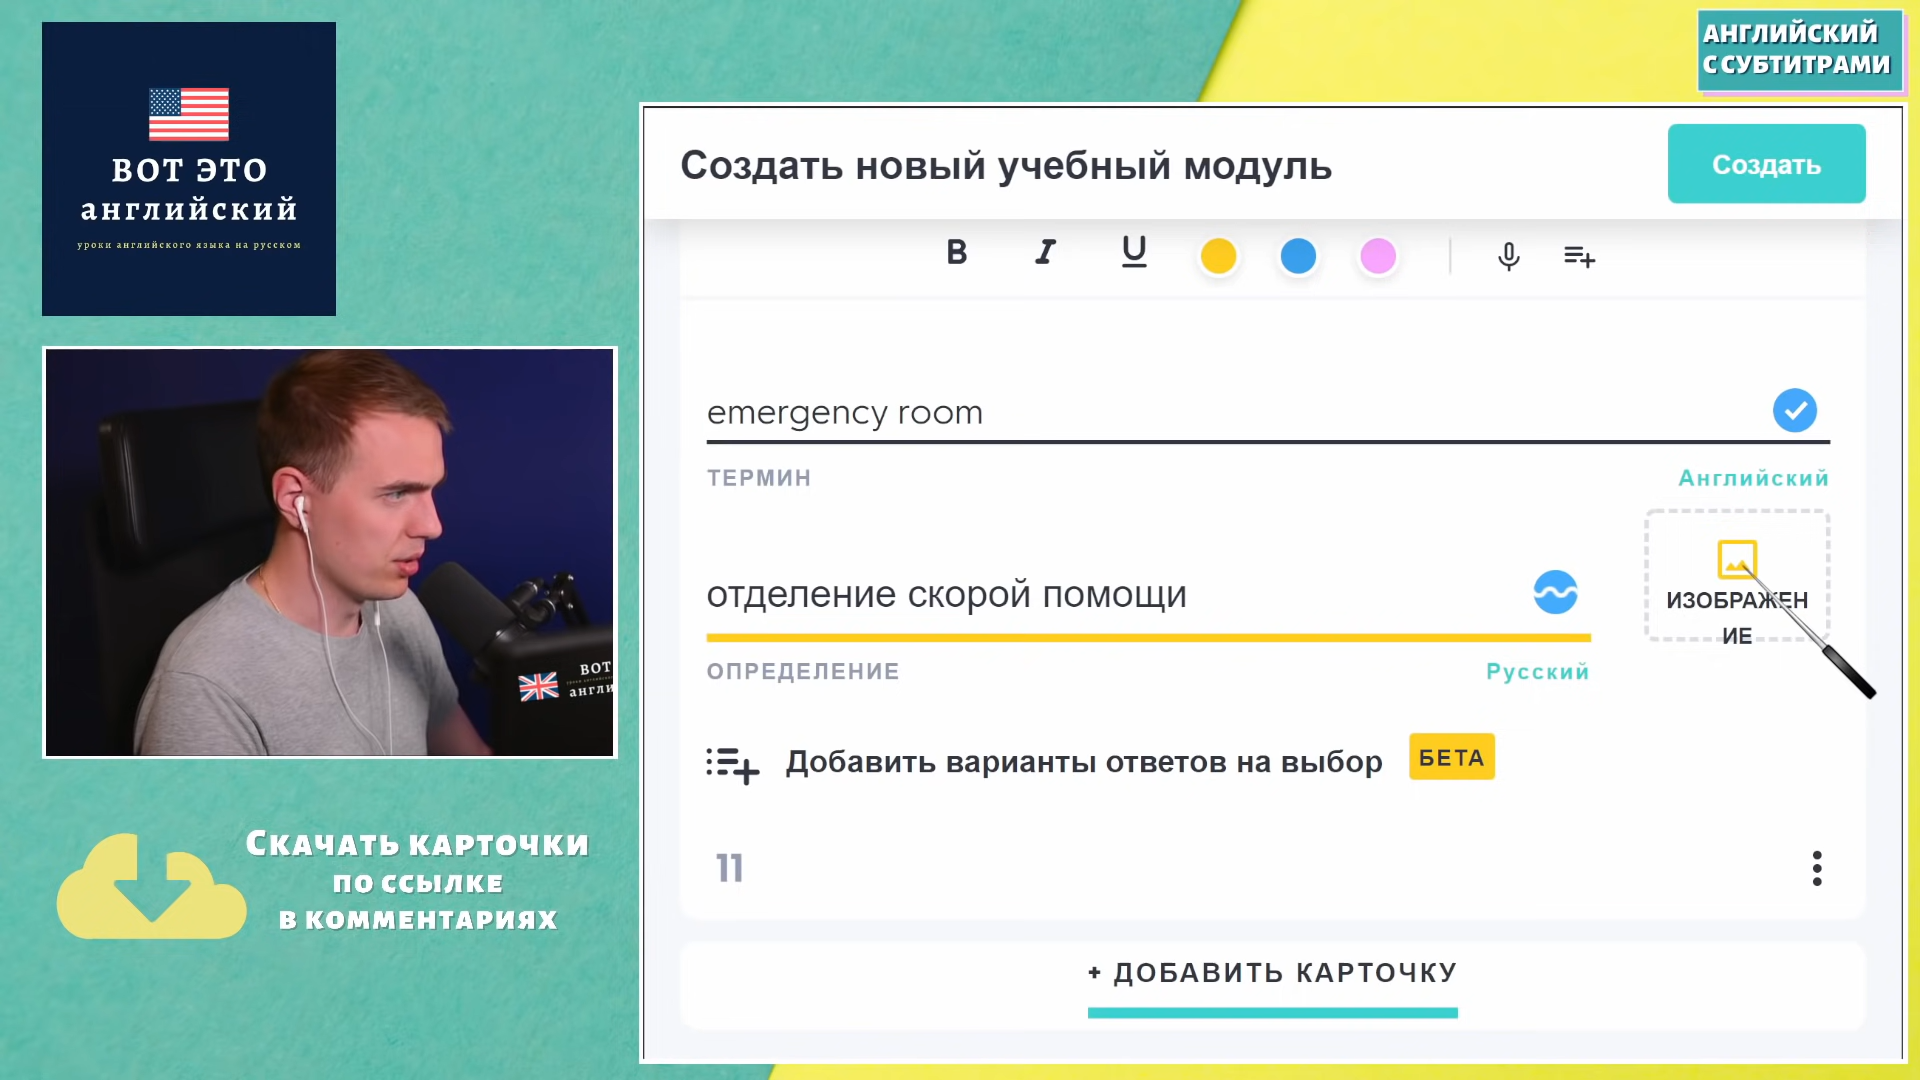 ВОТ ЭТО
английский
уроки английского языка на русском
АНГЛИЙСКИЙ
С СУБТИТРАМИ
Создать новый учебный модуль
Создать
B I U
emergency room
ТЕРМИН
Английский
отделение скорой помощи
ОПРЕДЕЛЕНИЕ
Русский
ИЗОБРАЖЕН
ИЕ
Добавить варианты ответов на выбор
БЕТА
11
+ ДОБАВИТЬ КАРТОЧКУ
ВОТ
англи
Скачать карточки
по ссылке
в комментариях